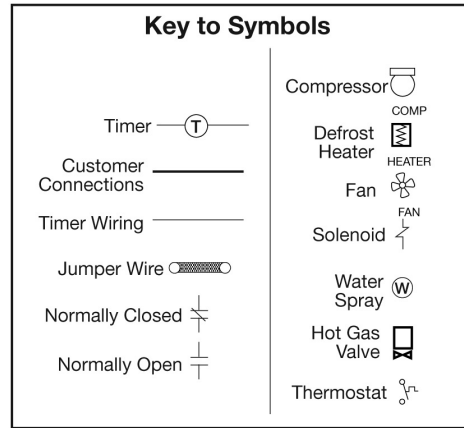 Key to Symbols
Timer T
Customer
Connections
Timer Wiring
Jumper Wire
Normally Closed
Normally Open
Compressor
COMP
Defrost
Heater
HEATER
Fan
FAN
Solenoid
Water
Spray
W
Hot Gas
Valve
Thermostat